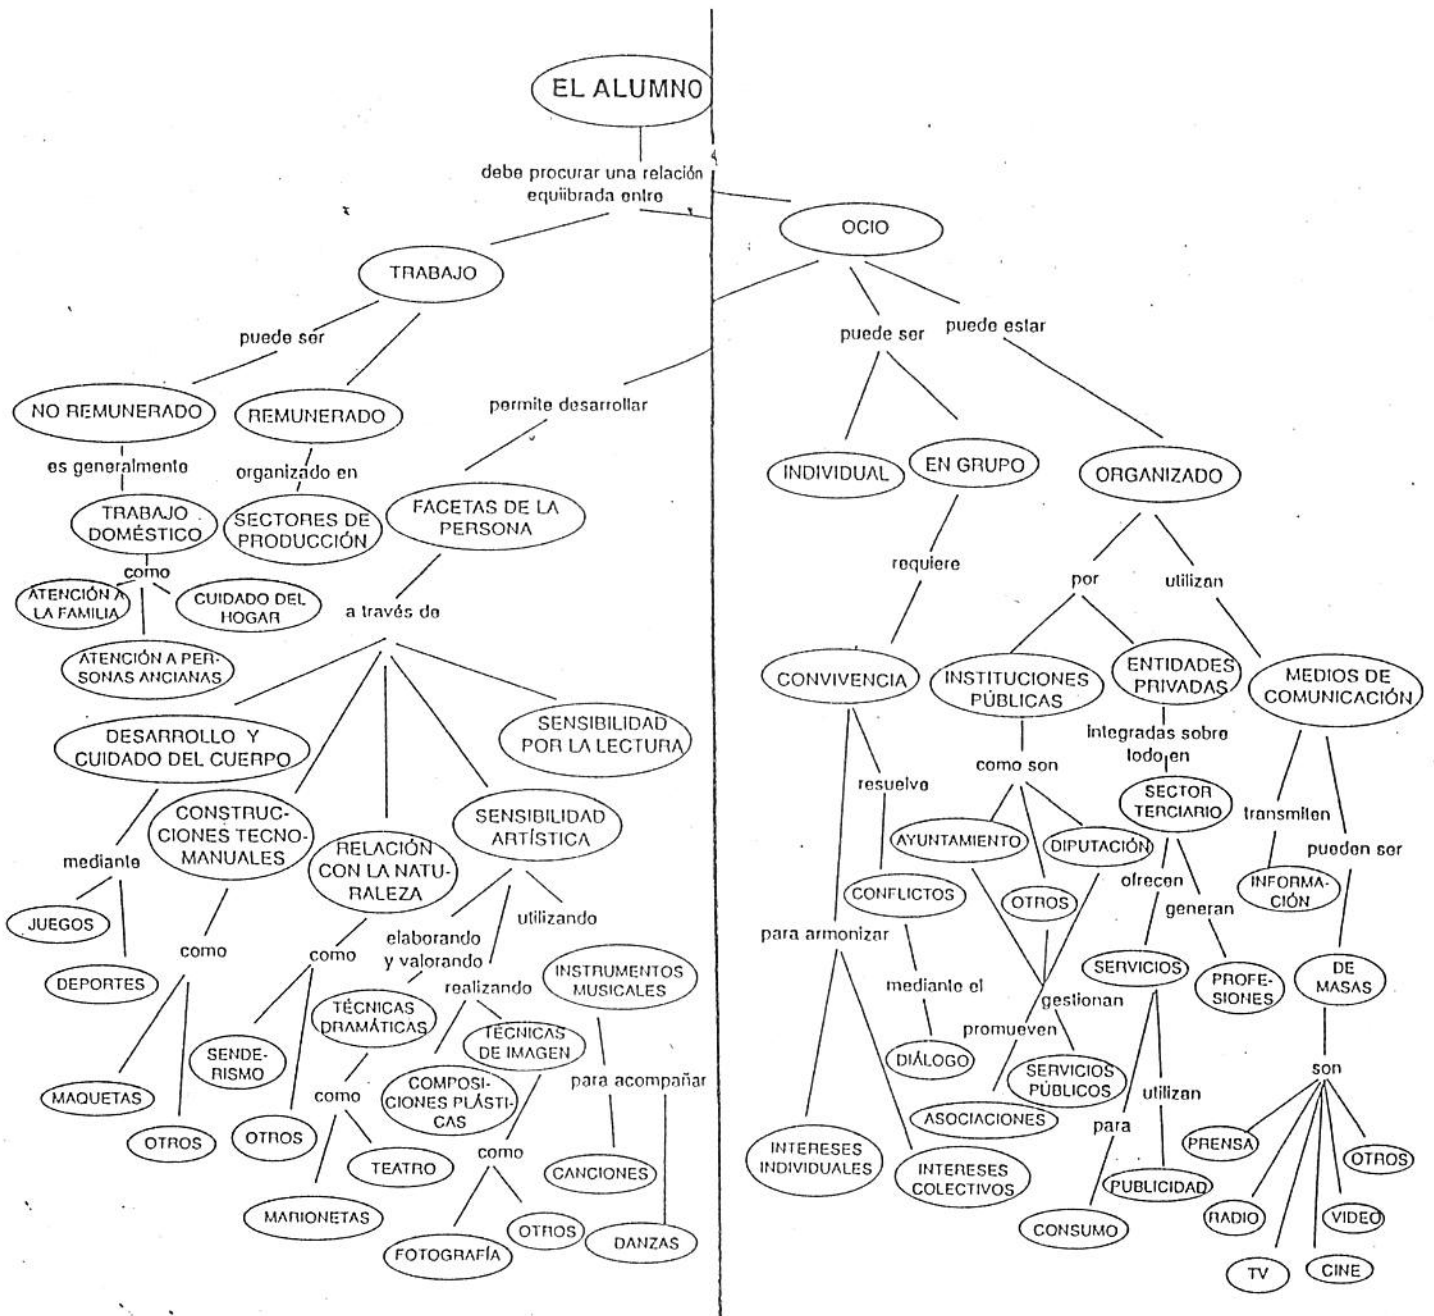 EL ALUMNO
debe procurar una relación
equiibrada entre
OCIO
TRABAJO
puede ser
puede ser
puede estar
NO REMUNERADO
REMUNERADO
permite desarrollar
es generalmente
organizado en
INDIVIDUAL
EN GRUPO
ORGANIZADO
TRABAJO
DOMÉSTICO
SECTORES DE
PRODUCCIÓN
FACETAS DE LA
PERSONA
como
requiere
por
utilizan
ATENCIÓN A
LA FAMILIA
CUIDADO DEL
HOGAR
a través de
ATENCIÓN A PER-
SONAS ANCIANAS
CONVIVENCIA
INSTITUCIONES
PÚBLICAS
ENTIDADES
PRIVADAS
MEDIOS DE
COMUNICACIÓN
DESARROLLO Y
CUIDADO DEL CUERPO
SENSIBILIDAD
POR LA LECTURA
integradas sobre
todo en
como son
resuelve
CONSTRUC-
CIONES TECNO-
MANUALES
SENSIBILIDAD
ARTÍSTICA
SECTOR
TERCIARIO
transmiten
mediante
RELACIÓN
CON LA NATU-
RALEZA
AYUNTAMIENTO
DIPUTACIÓN
pueden ser
ofrecen
CONFLICTOS
OTROS
generan
INFORMA-
CIÓN
JUEGOS
utilizando
elaborando
y valorando
para armonizar
como
como
DEPORTES
INSTRUMENTOS
MUSICALES
SERVICIOS
PROFE-
SIONES
DE
MASAS
realizando
mediante el
gestionan
TÉCNICAS
DRAMÁTICAS
TÉCNICAS
DE IMAGEN
promueven
SENDE-
RISMO
DIÁLOGO
SERVICIOS
PÚBLICOS
son
MAQUETAS
como
COMPOSI-
CIONES PLÁSTI-
CAS
para acompañar
utilizan
ASOCIACIONES
para
OTROS
OTROS
como
PRENSA
OTROS
TEATRO
CANCIONES
INTERESES
INDIVIDUALES
INTERESES
COLECTIVOS
PUBLICIDAD
MARIONETAS
OTROS
RADIO
VIDEO
FOTOGRAFÍA
DANZAS
CONSUMO
TV
CINE